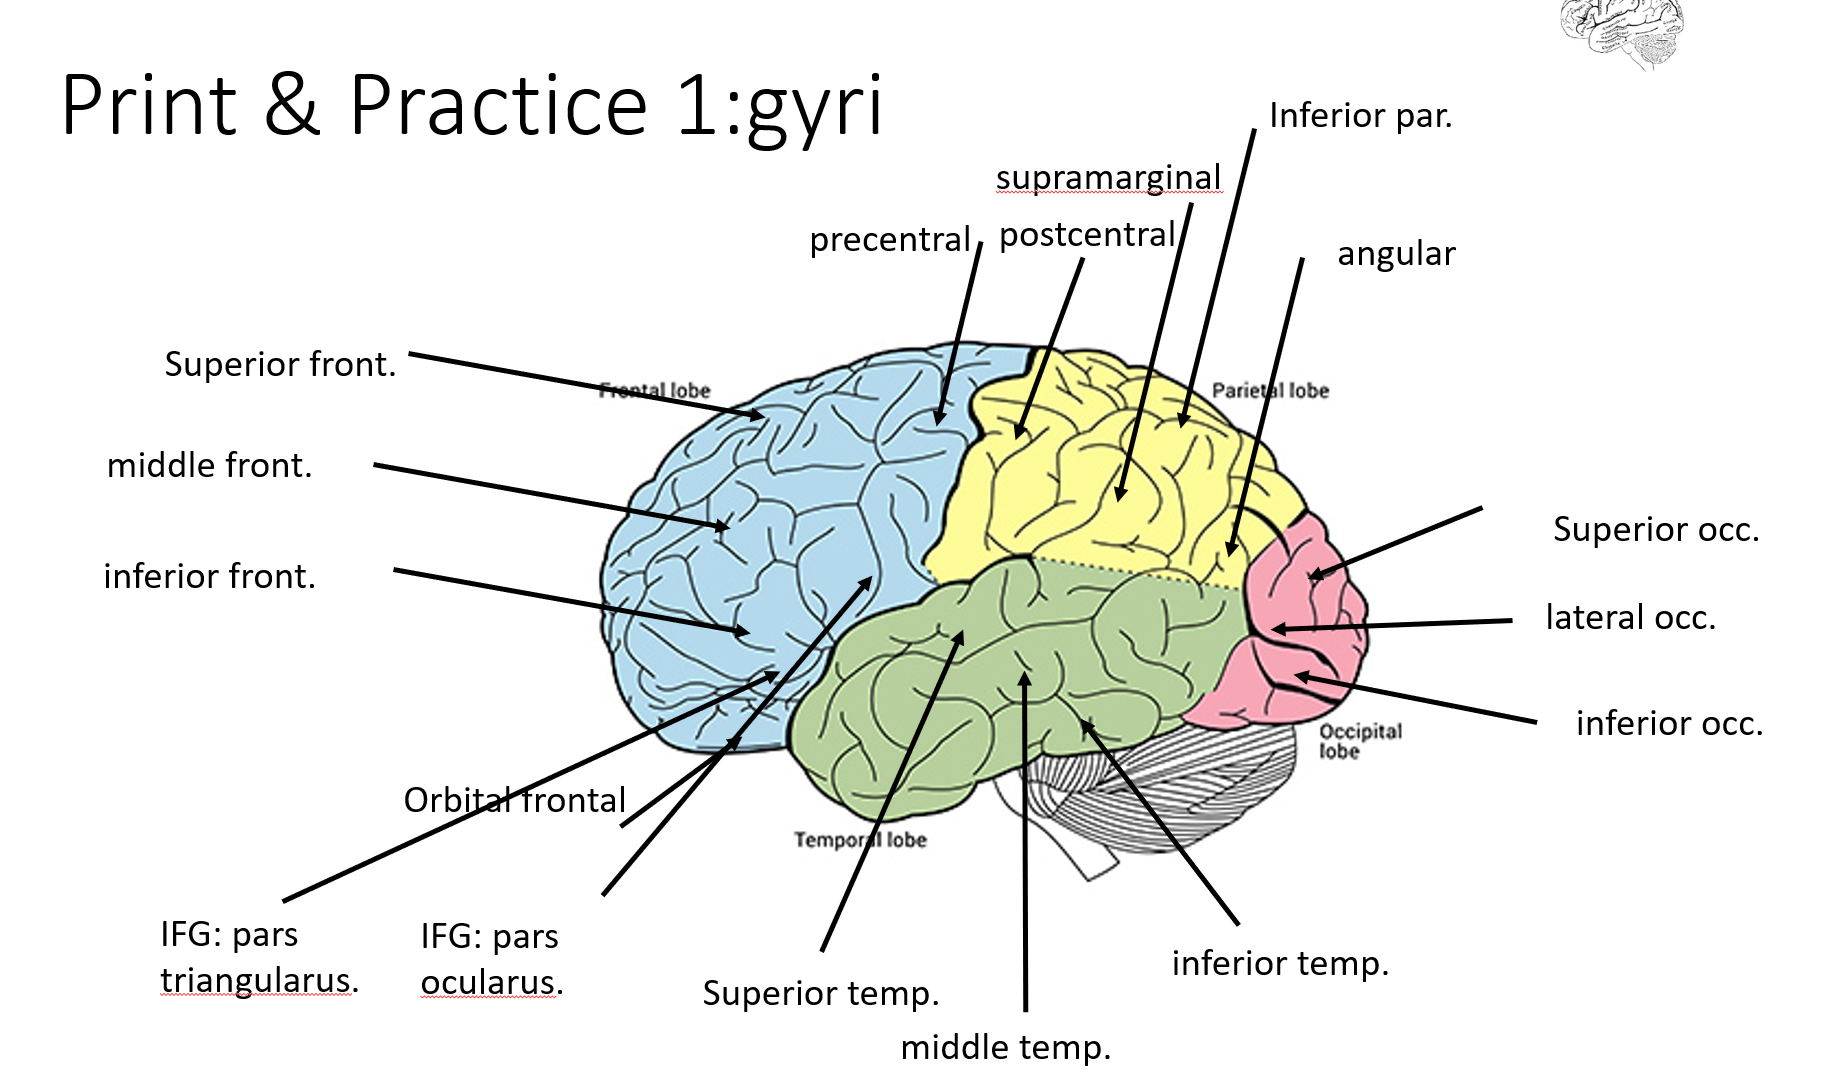 Print & Practice 1:gyri
Inferior par.
supramarginal
precentral
postcentral
angular
Superior front.
Frontal lobe
Parietal lobe
middle front.
Superior occ.
inferior front.
lateral occ.
inferior occ.
Occipital
lobe
Orbital frontal
Temporal lobe
IFG: pars
triangularus.
IFG: pars
ocularus.
Superior temp.
inferior temp.
middle temp.